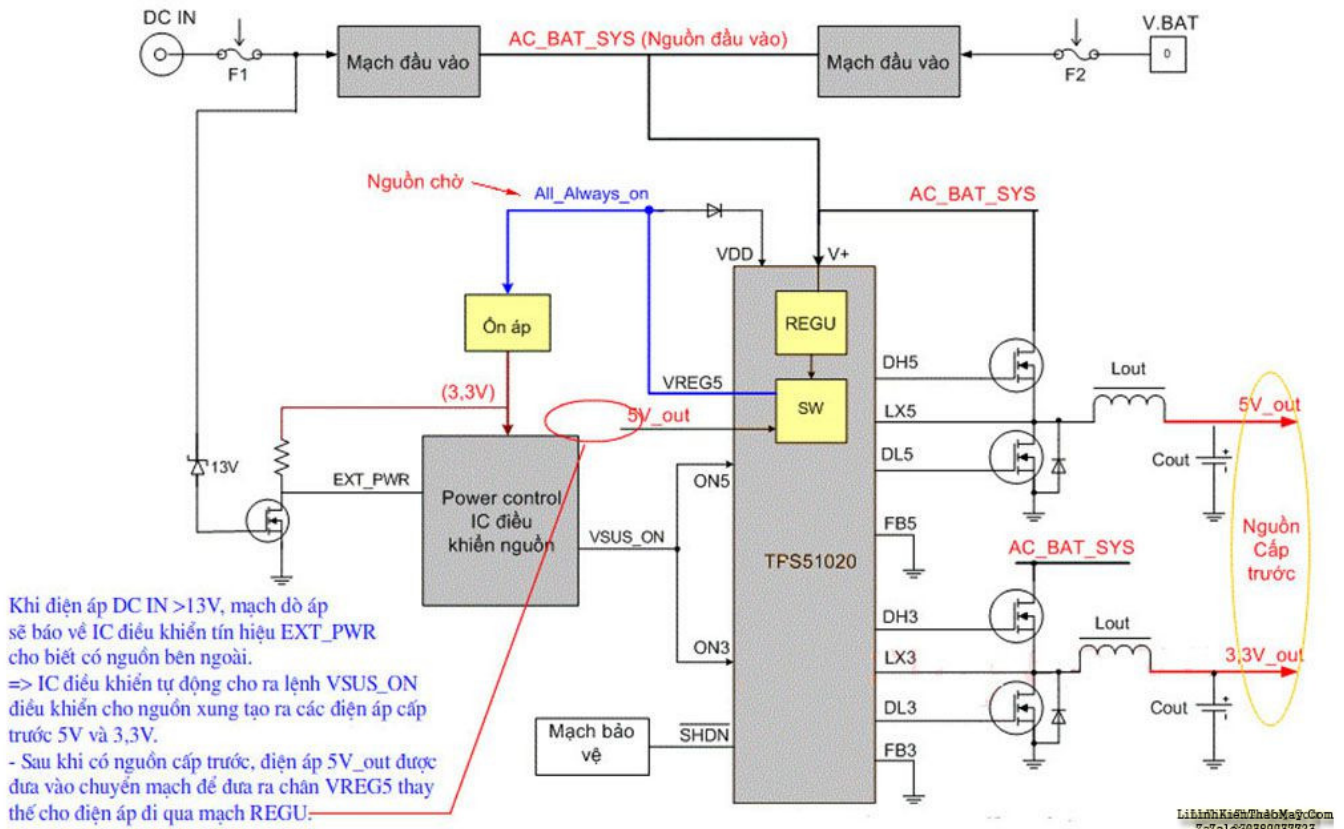 DC IN
V.BAT
F1
Mạch đầu vào
AC_BAT_SYS (Nguồn đầu vào)
Mạch đầu vào
F2
D
Nguồn chờ
All_Always_on
AC_BAT_SYS
VDD
V+
Ổn áp
REGU
DH5
Lout
(3,3V)
VREG5
SW
5V_out
LX5
5V_out
13V
EXT_PWR
ON5
DL5
Cout
Power control
IC điều
khiển nguồn
VSUS_ON
FB5
TPS51020
AC_BAT_SYS
Nguồn
Cấp
trước
DH3
Lout
ON3
LX3
3,3V_out
DL3
Cout
Mạch bảo
vệ
SHDN
FB3
Khi điện áp DC IN >13V, mạch dò áp
sẽ báo về IC điều khiển tín hiệu EXT_PWR
cho biết có nguồn bên ngoài.
=> IC điều khiển tự động cho ra lệnh VSUS_ON
điều khiển cho nguồn xung tạo ra các điện áp cấp
trước 5V và 3,3V.
- Sau khi có nguồn cấp trước, điện áp 5V_out được
đưa vào chuyển mạch để đưa ra chân VREG5 thay
thế cho điện áp đi qua mạch REGU.